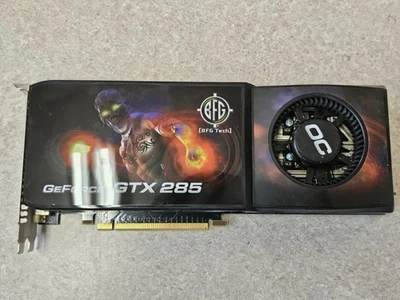 BFG
[BFG Tech]
OC
GEFORCE GTX 285